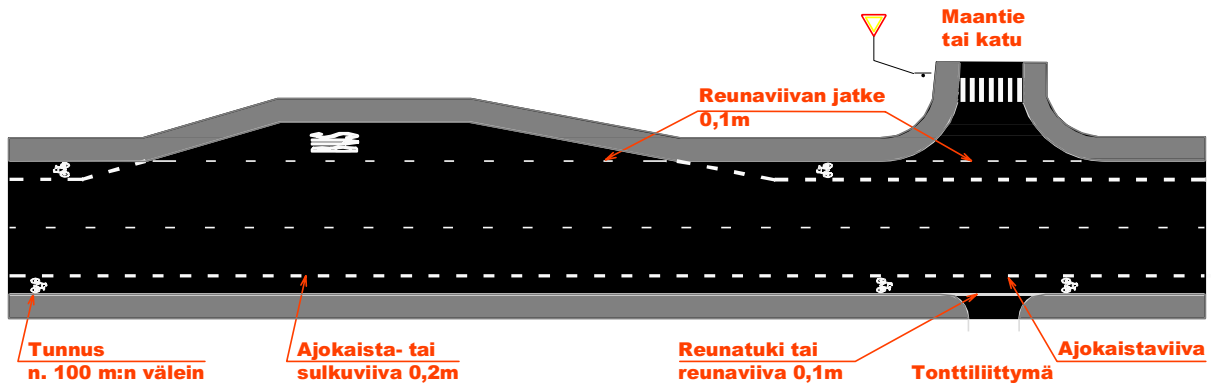 Maantie
tai katu
Reunaviivan jatke
0,1m
Tunnus
n. 100 m:n välein
Ajokaista- tai
sulkuviiva 0,2m
Reunatuki tai
reunaviiva 0,1m
Tonttiliittymä
Ajokaistaviiva